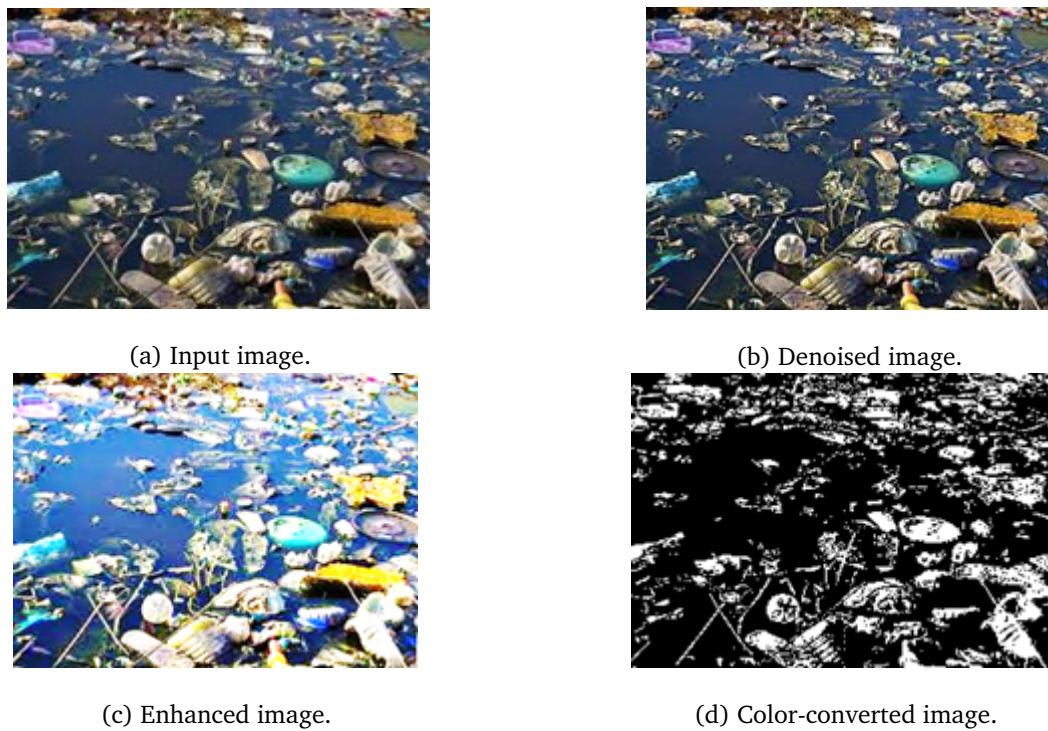 (a) Input image.
(b) Denoised image.
(c) Enhanced image.
(d) Color-converted image.